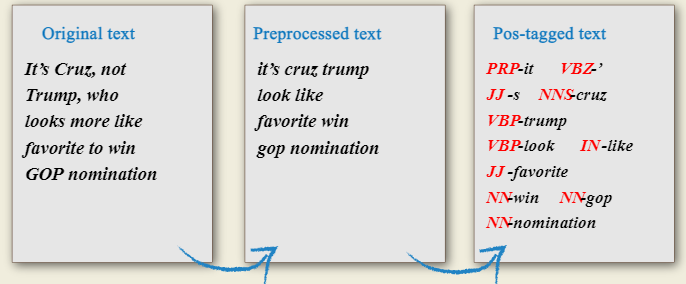 Original text
It's Cruz, not
Trump, who
looks more like
favorite to win
GOP nomination
Preprocessed text
it's cruz trump
look like
favorite win
gop nomination
Pos-tagged text
PRP-it VBZ-'
JJ -s NNS-cruz
VBP-trump
VBP-look IN-like
JJ -favorite
NN-win NN-gop
NN-nomination